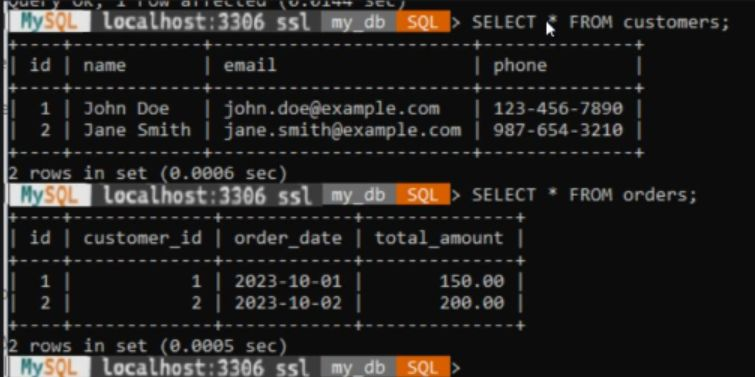 Query OK, 1 row affected (0.0144 sec)
MySQL localhost:3306 ssl my_db SQL > SELECT * FROM customers;
+----+------------+------------------------+--------------+
| id | name | email | phone |
+----+------------+------------------------+--------------+
| 1 | John Doe | john.doe@example.com | 123-456-7890 |
| 2 | Jane Smith | jane.smith@example.com | 987-654-3210 |
+----+------------+------------------------+--------------+
2 rows in set (0.0006 sec)
MySQL localhost:3306 ssl my_db SQL > SELECT * FROM orders;
+----+-------------+------------+--------------+
| id | customer_id | order_date | total_amount |
+----+-------------+------------+--------------+
| 1 | 1 | 2023-10-01 | 150.00 |
| 2 | 2 | 2023-10-02 | 200.00 |
+----+-------------+------------+--------------+
2 rows in set (0.0005 sec)
MySQL localhost:3306 ssl my_db SQL >